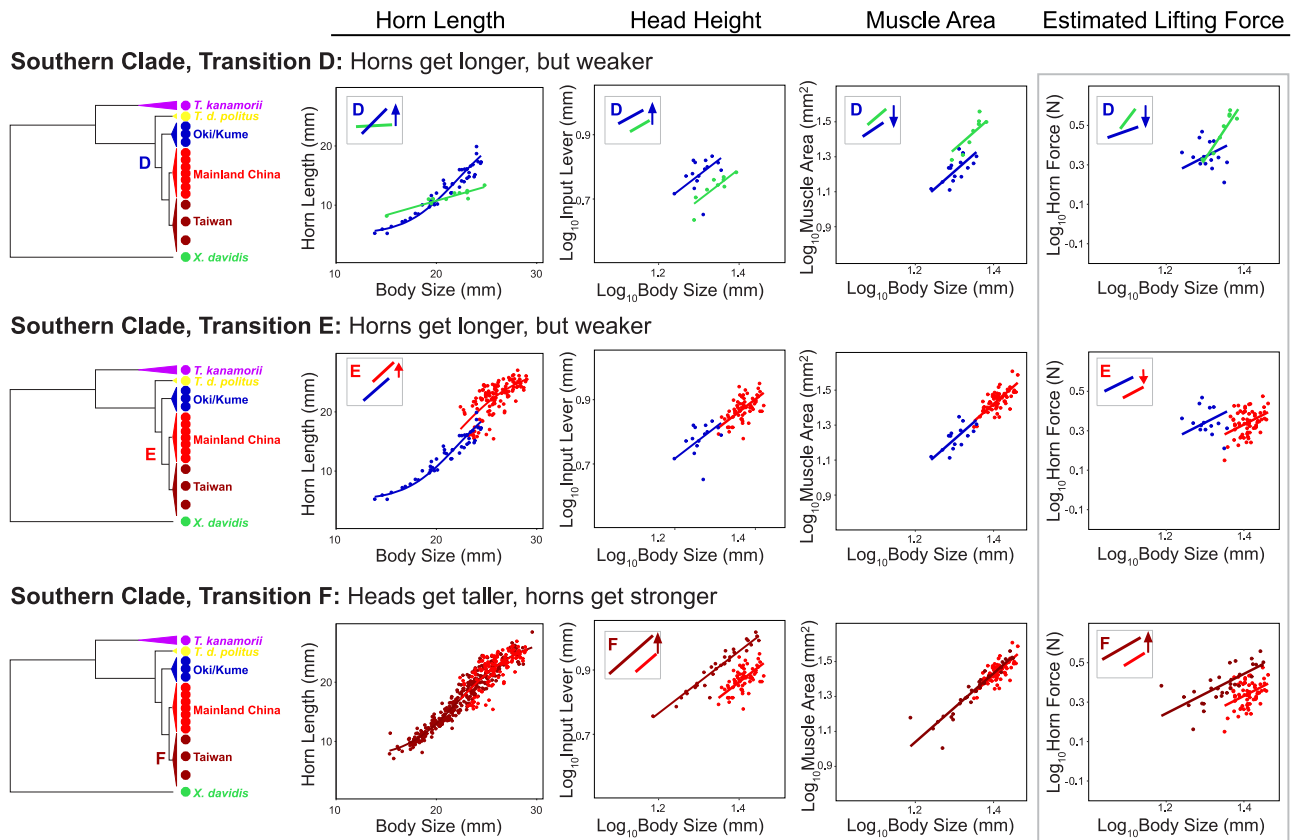 Horn Length Head Height Muscle Area Estimated Lifting Force
Southern Clade, Transition D: Horns get longer, but weaker
T. kanamorii
T. d. politus
Oki/Kume
D
Mainland China
Taiwan
X. davidis
Horn Length (mm)
20
10
D
10 20 30
Body Size (mm)
Log10Input Lever (mm)
0.9
0.7
D
1.2 1.4
Log10Body Size (mm)
Log10Muscle Area (mm2)
1.5
1.3
1.1
0.9
D
1.2 1.4
Log10Body Size (mm)
Log10Horn Force (N)
0.5
0.3
0.1
-0.1
D
1.2 1.4
Log10Body Size (mm)
Southern Clade, Transition E: Horns get longer, but weaker
T. kanamorii
T. d. politus
Oki/Kume
Mainland China
E
Taiwan
X. davidis
Horn Length (mm)
20
10
E
10 20 30
Body Size (mm)
Log10Input Lever (mm)
0.9
0.7
1.2 1.4
Log10Body Size (mm)
Log10Muscle Area (mm2)
1.5
1.3
1.1
0.9
1.2 1.4
Log10Body Size (mm)
Log10Horn Force (N)
0.5
0.3
0.1
-0.1
E
1.2 1.4
Log10Body Size (mm)
Southern Clade, Transition F: Heads get taller, horns get stronger
T. kanamorii
T. d. politus
Oki/Kume
Mainland China
F
Taiwan
X. davidis
Horn Length (mm)
20
10
10 20 30
Body Size (mm)
Log10Input Lever (mm)
0.9
0.7
F
1.2 1.4
Log10Body Size (mm)
Log10Muscle Area (mm2)
1.5
1.3
1.1
0.9
1.2 1.4
Log10Body Size (mm)
Log10Horn Force (N)
0.5
0.3
0.1
-0.1
F
1.2 1.4
Log10Body Size (mm)